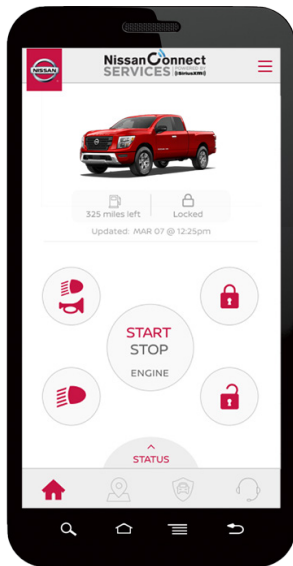 NISSAN
NissanConnect
SERVICES POWERED BY
SiriusXM
325 miles left
Locked
Updated: MAR 07 @ 12:25pm
START
STOP
ENGINE
STATUS